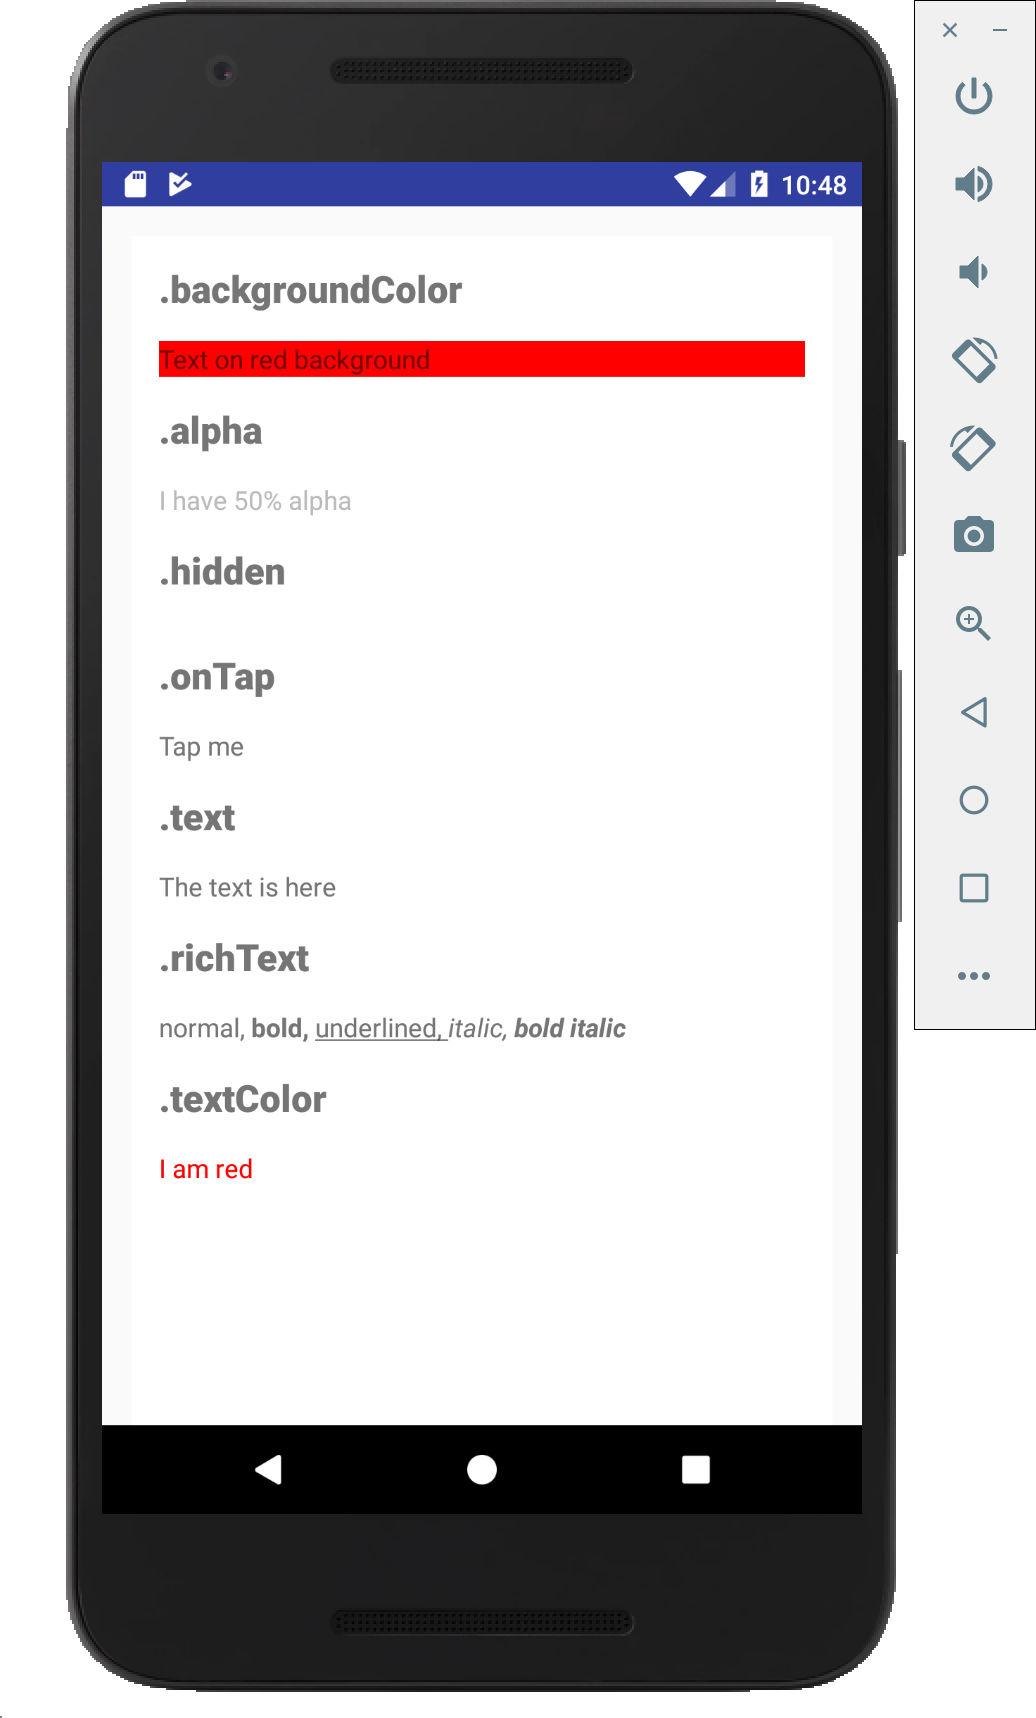 10:48
.backgroundColor
Text on red background
.alpha
I have 50% alpha
.hidden
.onTap
Tap me
.text
The text is here
.richText
normal, bold, underlined, italic, bold italic
.textColor
I am red